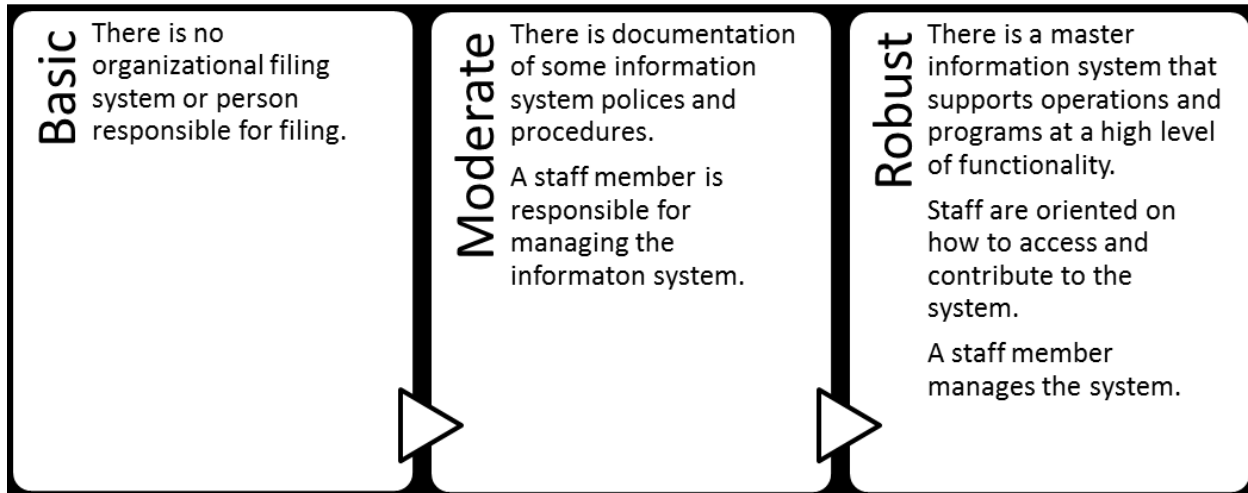 Basic
There is no
organizational filing
system or person
responsible for filing.
Moderate
There is documentation
of some information
system polices and
procedures.
A staff member is
responsible for
managing the
informaton system.
Robust
There is a master
information system that
supports operations and
programs at a high level
of functionality.
Staff are oriented on
how to access and
contribute to the
system.
A staff member
manages the system.